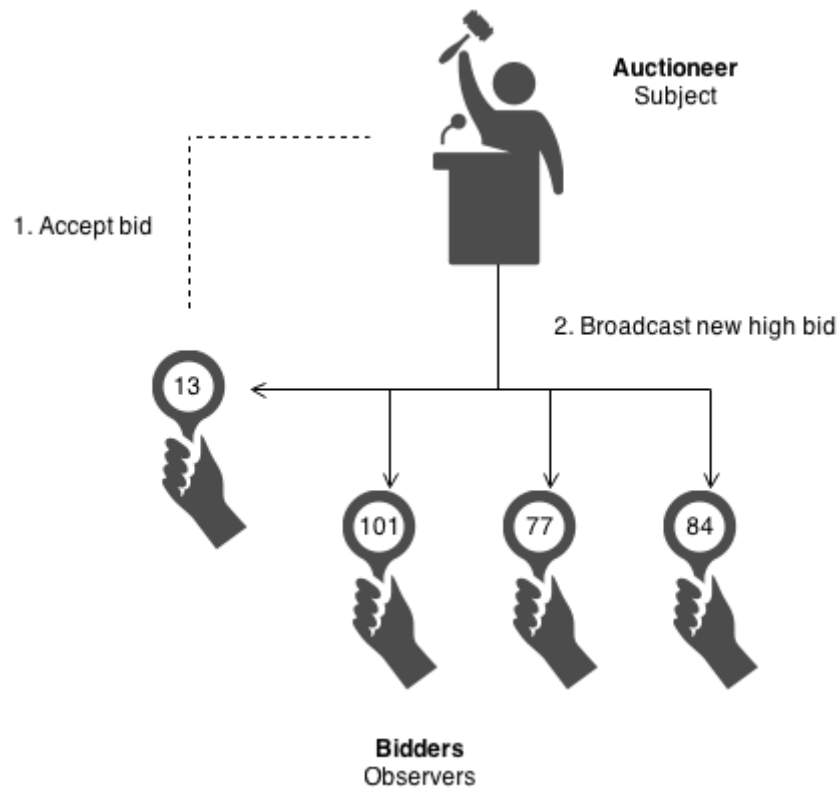 Auctioneer
Subject
1. Accept bid
2. Broadcast new high bid
13
101
77
84
Bidders
Observers